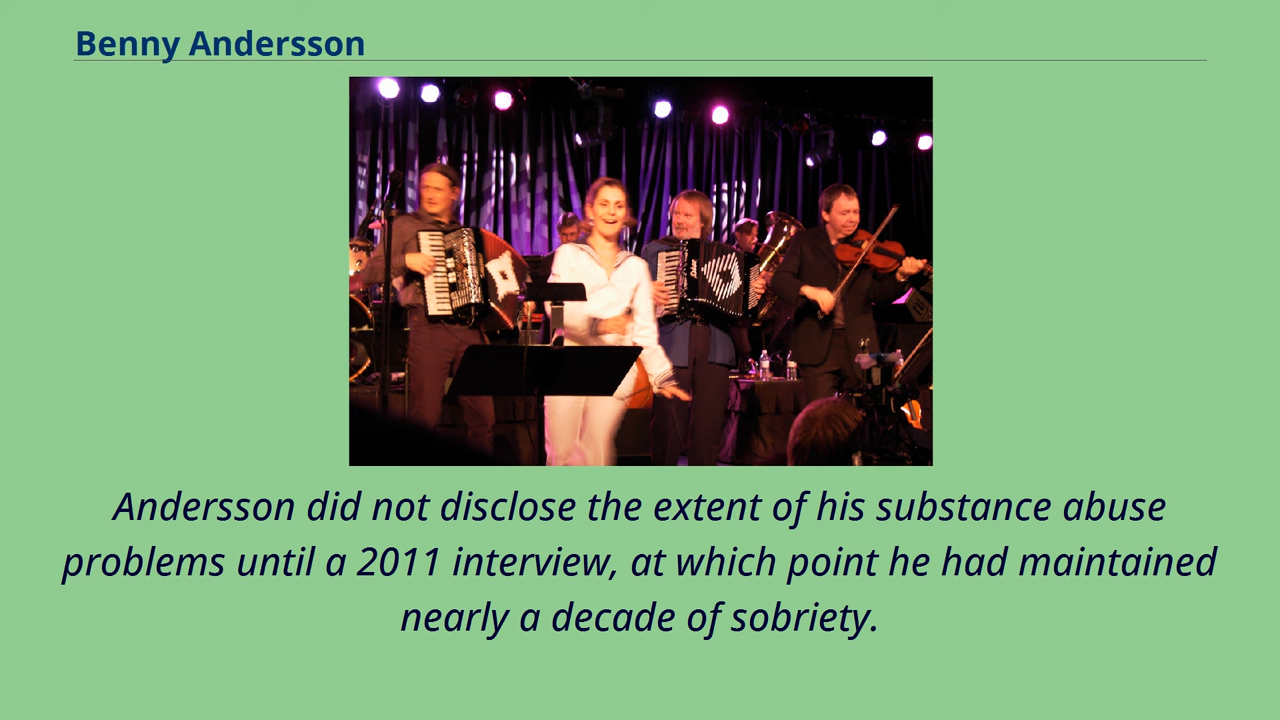 Benny Andersson
Andersson did not disclose the extent of his substance abuse
problems until a 2011 interview, at which point he had maintained
nearly a decade of sobriety.